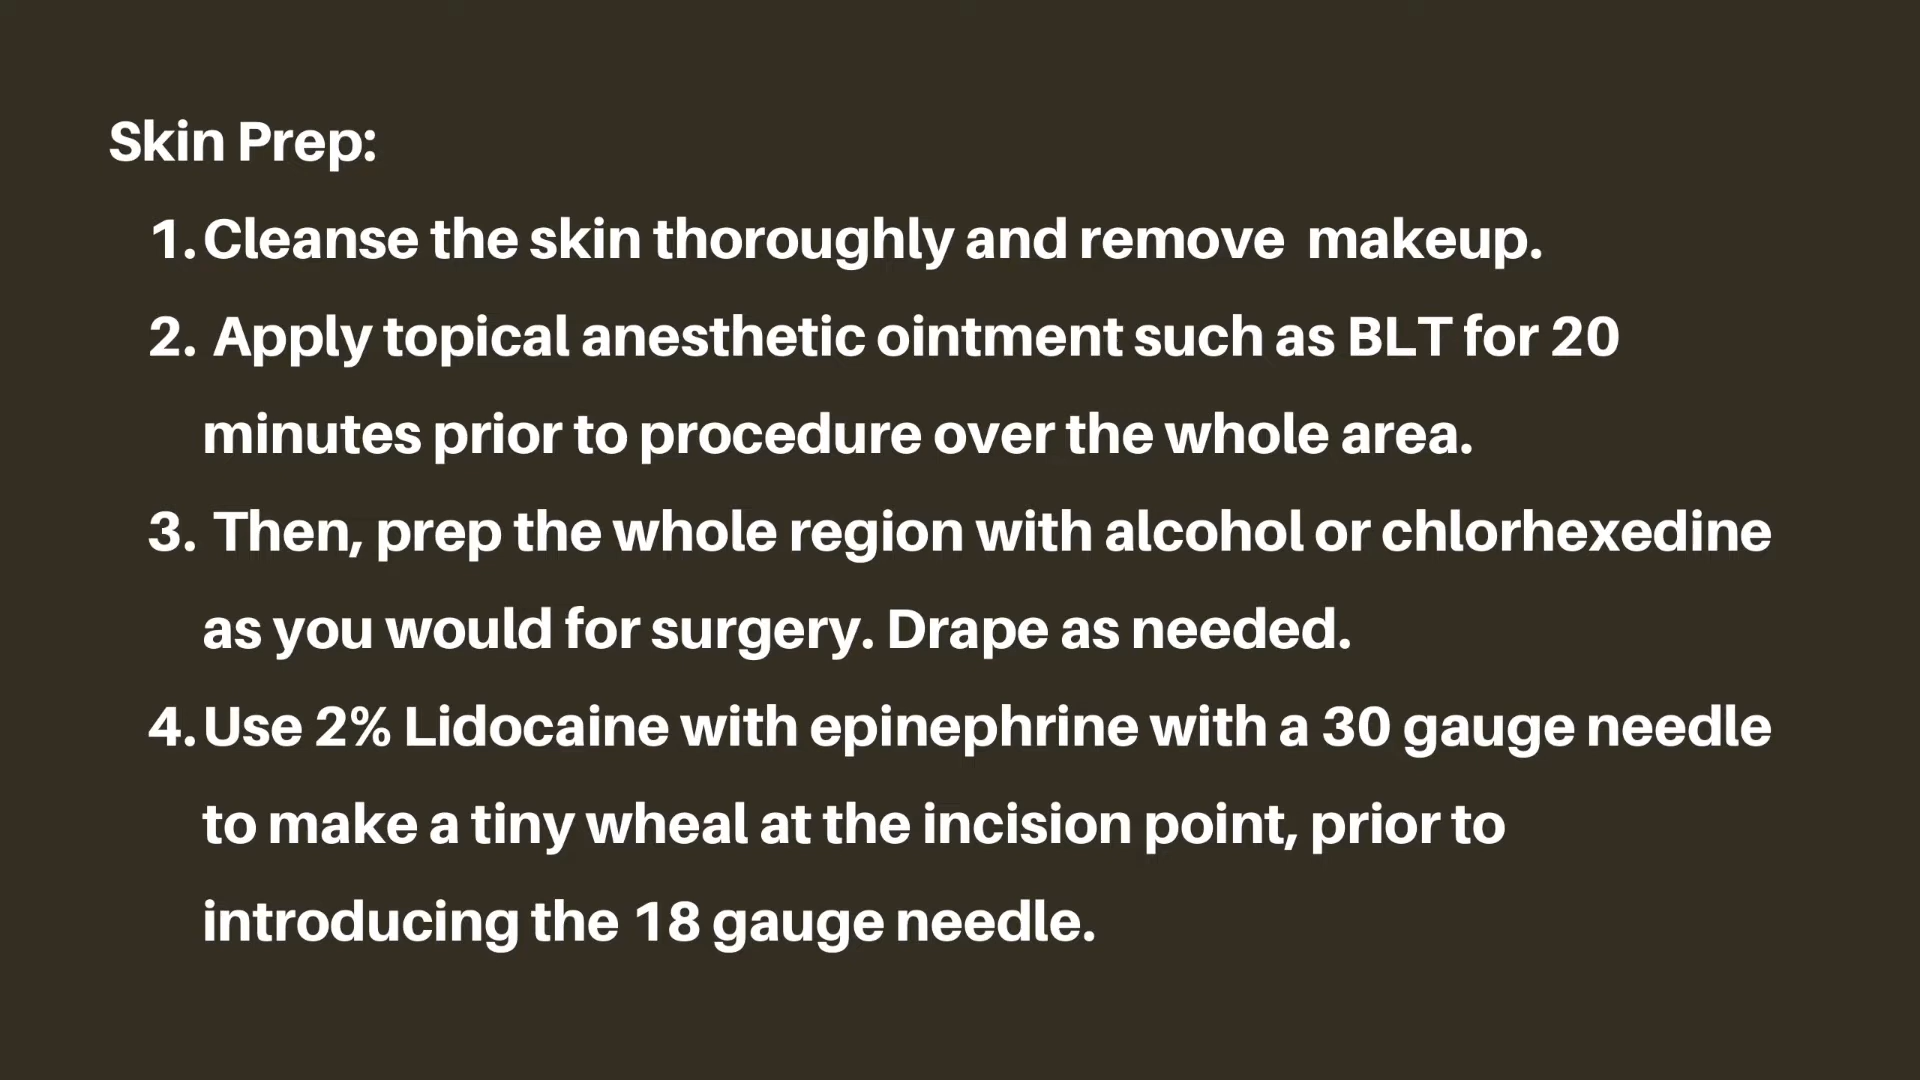 Skin Prep:
1. Cleanse the skin thoroughly and remove  makeup.
2. Apply topical anesthetic ointment such as BLT for 20
minutes prior to procedure over the whole area.
3. Then, prep the whole region with alcohol or chlorhexedine
as you would for surgery. Drape as needed.
4. Use 2% Lidocaine with epinephrine with a 30 gauge needle
to make a tiny wheal at the incision point, prior to
introducing the 18 gauge needle.